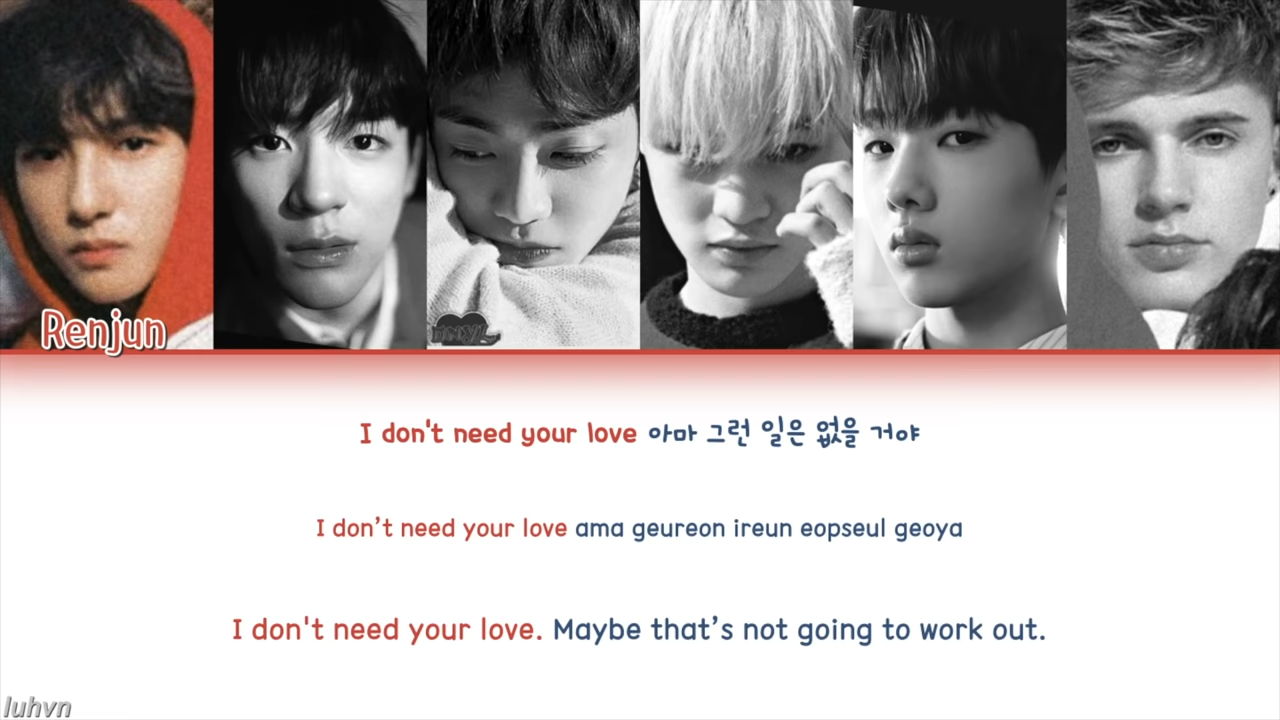 Renjun
I don't need your love 아마 그런 일은 없을 거야
I don’t need your love ama geureon ireun eopseul geoya
I don't need your love. Maybe that’s not going to work out.
luhvn